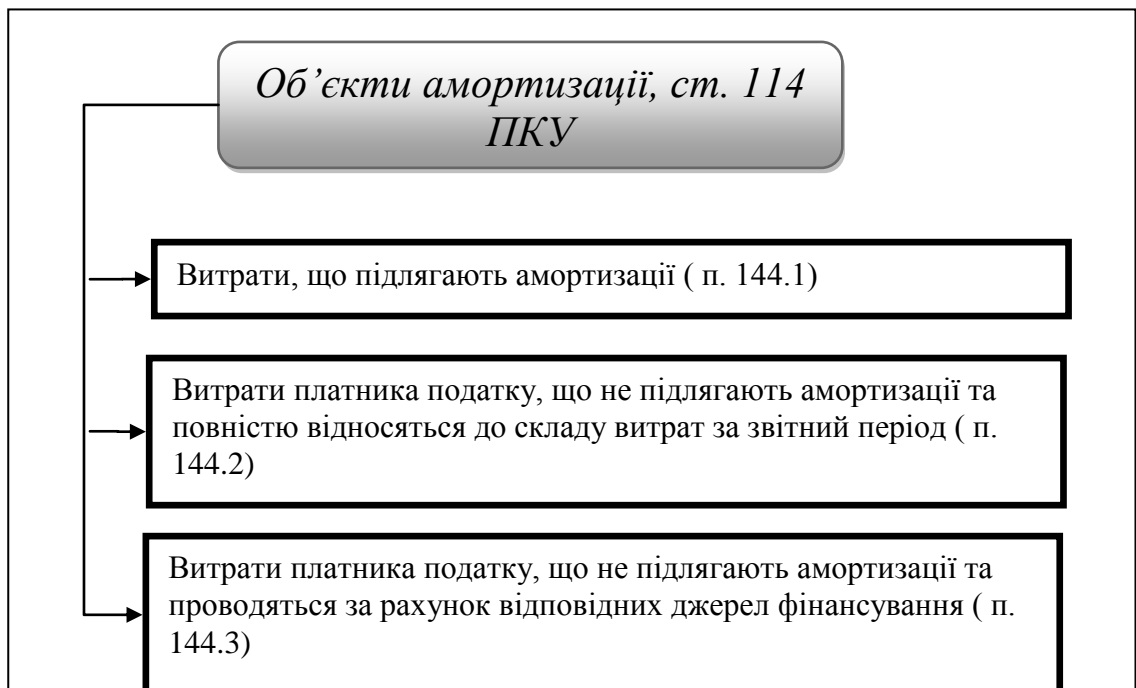 Об’єкти амортизації, ст. 114
ПКУ
Витрати, що підлягають амортизації ( п. 144.1)
Витрати платника податку, що не підлягають амортизації та
повністю відносяться до складу витрат за звітний період ( п.
144.2)
Витрати платника податку, що не підлягають амортизації та
проводяться за рахунок відповідних джерел фінансування ( п.
144.3)